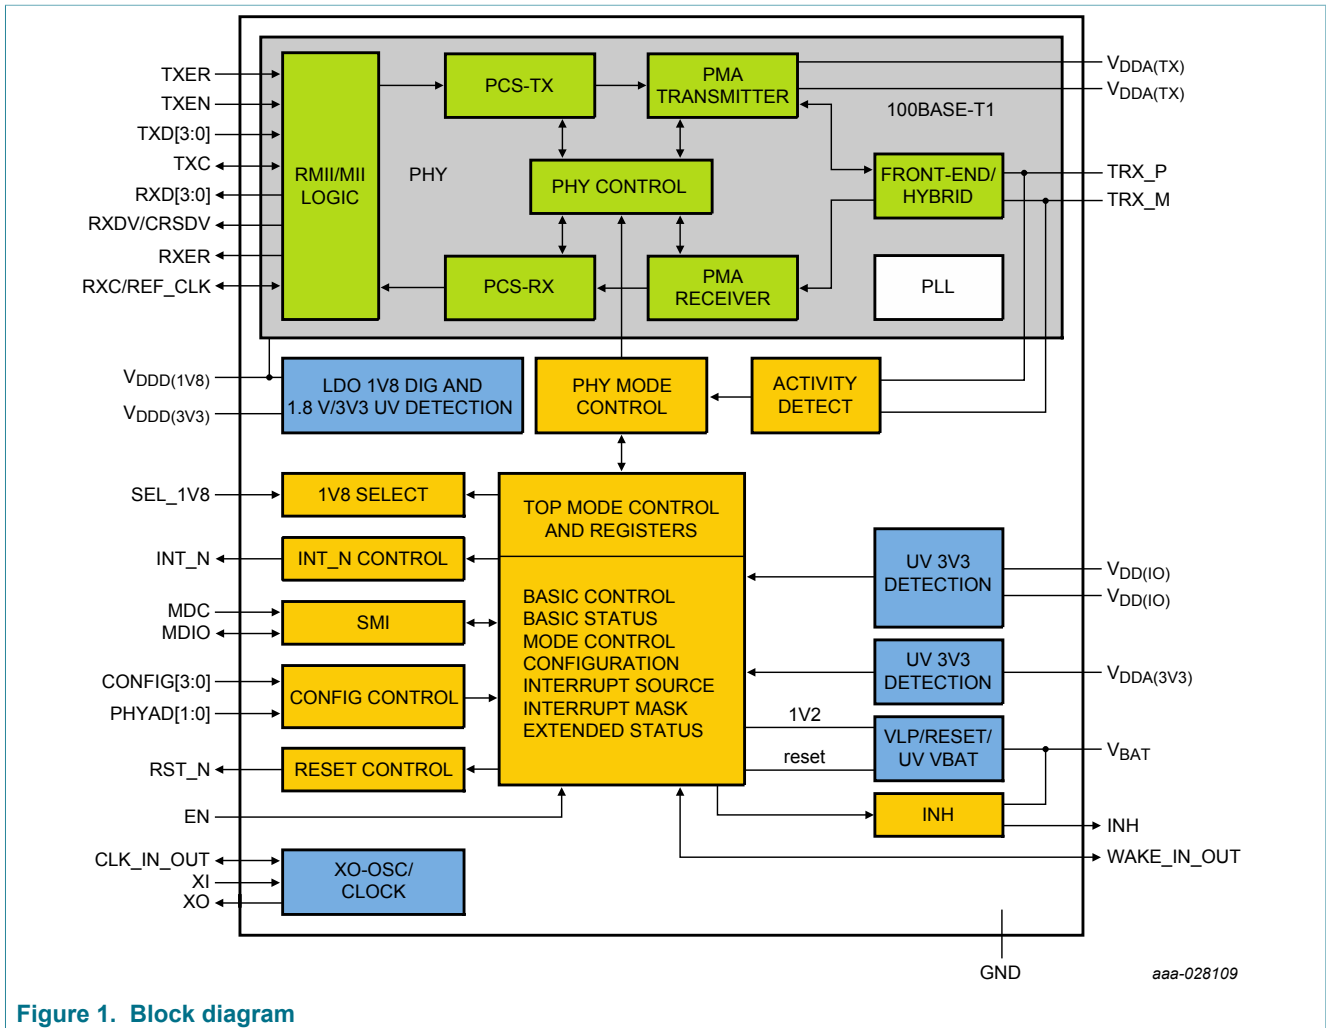 TXER
TXEN
TXD[3:0]
TXC
RXD[3:0]
RXDV/CRSDV
RXER
RXC/REF_CLK
RMII/MII
LOGIC
PHY
PCS-TX
PMA
TRANSMITTER
100BASE-T1
PHY CONTROL
FRONT-END/
HYBRID
PCS-RX
PMA
RECEIVER
PLL
VDDA(TX)
VDDA(TX)
TRX_P
TRX_M
VDDD(1V8)
VDDD(3V3)
LDO 1V8 DIG AND
1.8 V/3V3 UV DETECTION
PHY MODE
CONTROL
ACTIVITY
DETECT
SEL_1V8
1V8 SELECT
INT_N
INT_N CONTROL
MDC
MDIO
SMI
CONFIG[3:0]
PHYAD[1:0]
CONFIG CONTROL
RST_N
RESET CONTROL
EN
TOP MODE CONTROL
AND REGISTERS
BASIC CONTROL
BASIC STATUS
MODE CONTROL
CONFIGURATION
INTERRUPT SOURCE
INTERRUPT MASK
EXTENDED STATUS
UV 3V3
DETECTION
VDD(IO)
VDD(IO)
UV 3V3
DETECTION
VDDA(3V3)
1V2
reset
VLP/RESET/
UV VBAT
VBAT
INH
INH
WAKE_IN_OUT
CLK_IN_OUT
XI
XO
XO-OSC/
CLOCK
GND
aaa-028109
Figure 1. Block diagram